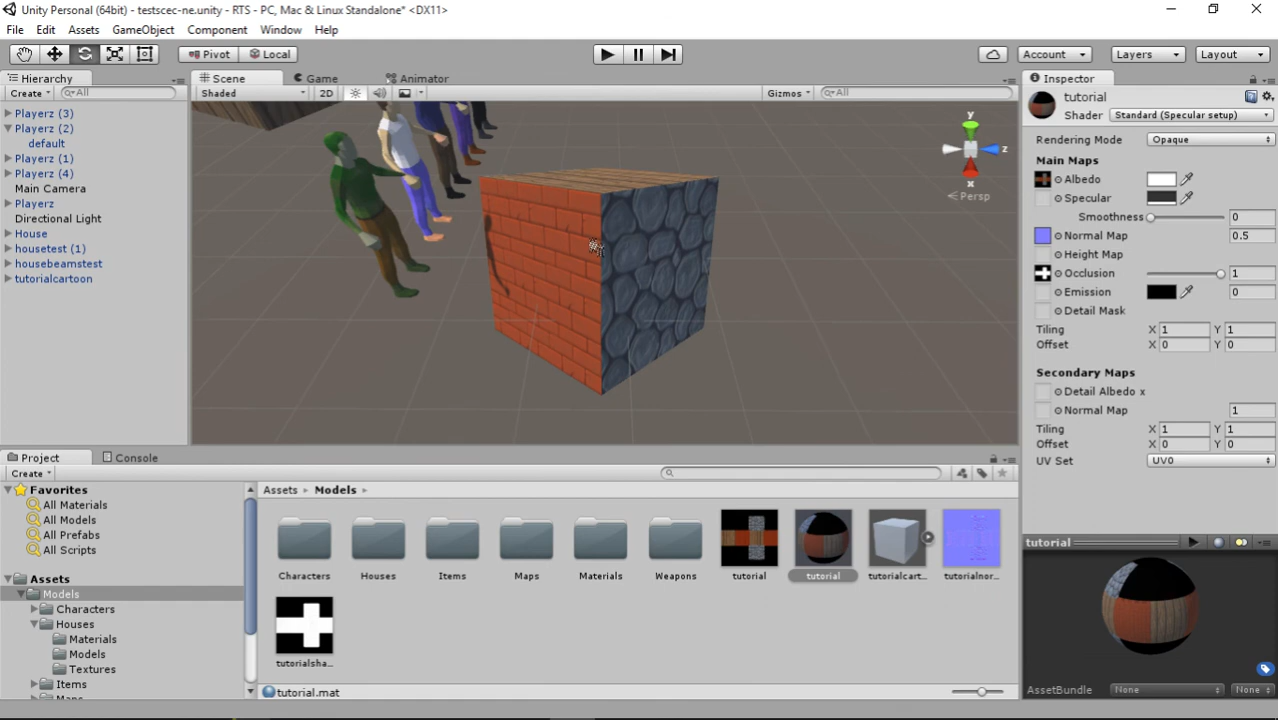 Unity Personal (64bit) - testscec-ne.unity - RTS - PC, Mac & Linux Standalone* <DX11>
File Edit Assets GameObject Component Window Help
Pivot Local Account Layers Layout
Hierarchy
Create All
Playerz (3)
Playerz (2)
default
Playerz (1)
Playerz (4)
Main Camera
Playerz
Directional Light
House
housetest (1)
housebeamstest
tutorialcartoon
Scene Game Animator
Shaded 2D Gizmos All
y
z
x
Persp
Inspector
tutorial
Shader Standard (Specular setup)
Rendering Mode Opaque
Main Maps
Albedo
Specular
Smoothness 0
Normal Map 0.5
Height Map
Occlusion 1
Emission 0
Detail Mask
Tiling X 1 Y 1
Offset X 0 Y 0
Secondary Maps
Detail Albedo x
Normal Map 1
Tiling X 1 Y 1
Offset X 0 Y 0
UV Set UV0
Project Console
Create
Favorites
All Materials
All Models
All Prefabs
All Scripts
Assets
Models
Characters
Houses
Materials
Models
Textures
Items
Maps
Assets Models
Characters Houses Items Maps Materials Weapons tutorial tutorial tutorialcart... tutorialnor...
tutorialsha...
tutorial.mat
tutorial
AssetBundle None None